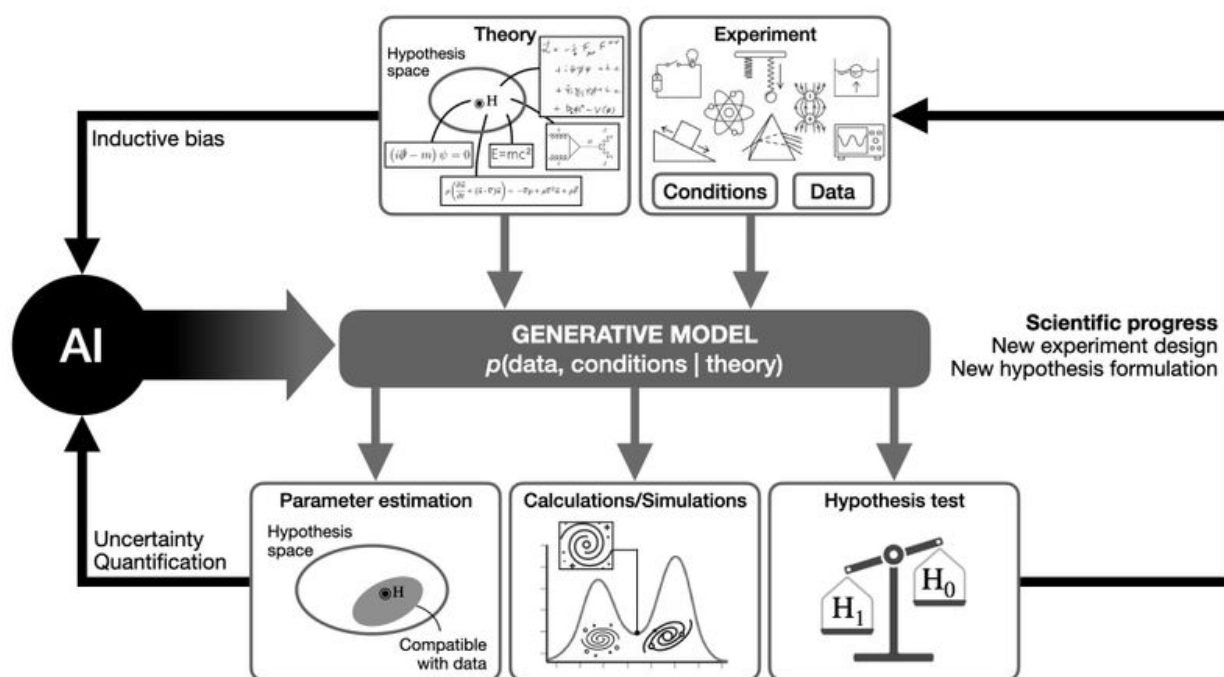 Theory
Hypothesis
space
H
(i∂̸ − m) ψ = 0
E=mc²
Experiment
Conditions
Data
Inductive bias
AI
GENERATIVE MODEL
p(data, conditions | theory)
Scientific progress
New experiment design
New hypothesis formulation
Uncertainty
Quantification
Parameter estimation
Hypothesis
space
H
Compatible
with data
Calculations/Simulations
Hypothesis test
H₁
H₀